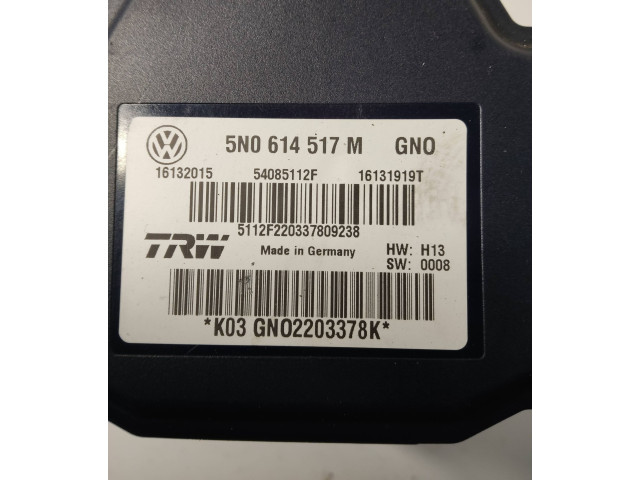 5N0 614 517 M GNO
16132015 54085112F 16131919T
5112F220337809238
TRW Made in Germany HW: H13
SW: 0008
*K03 GNO2203378K*